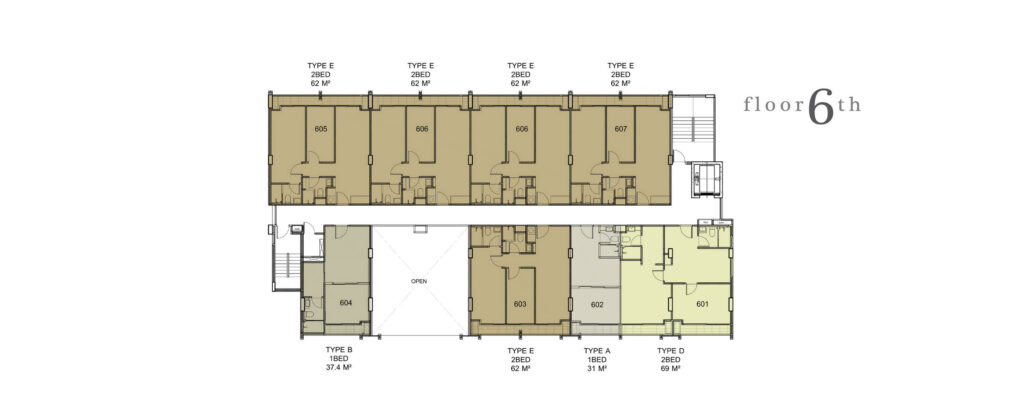 TYPE E
2BED
62 M²
TYPE E
2BED
62 M²
TYPE E
2BED
62 M²
TYPE E
2BED
62 M²
floor 6th
605
606
606
607
OPEN
604
603
602
601
TYPE B
1BED
37.4 M²
TYPE E
2BED
62 M²
TYPE A
1BED
31 M²
TYPE D
2BED
69 M²